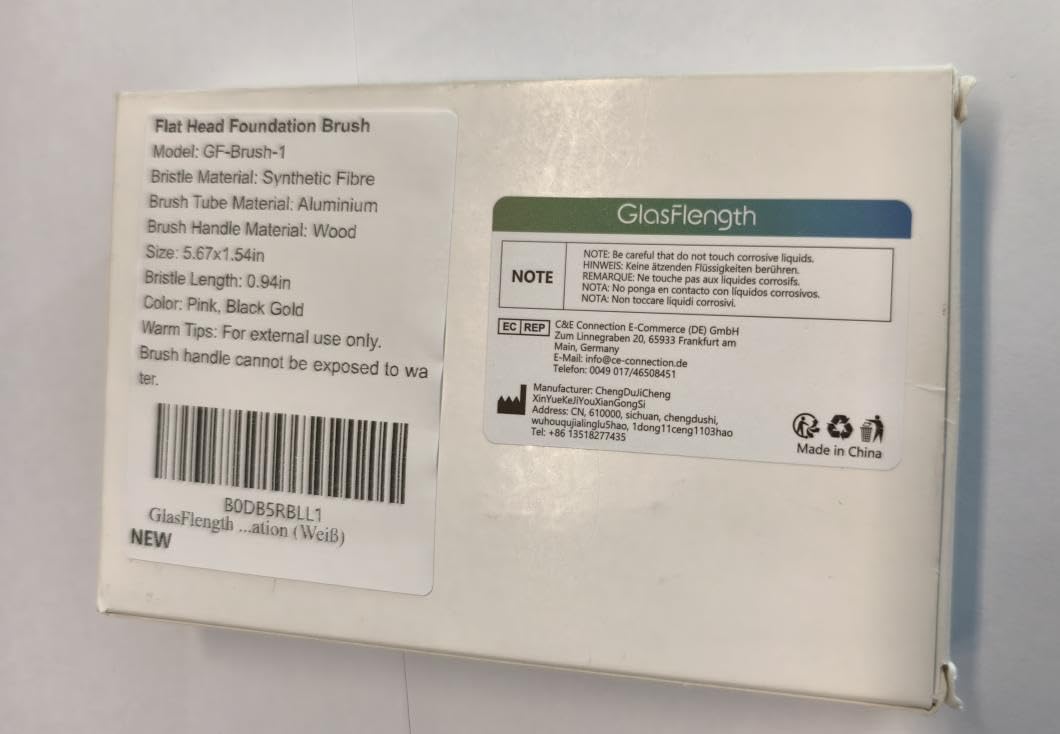 Flat Head Foundation Brush
Model: GF-Brush-1
Bristle Material: Synthetic Fibre
Brush Tube Material: Aluminium
Brush Handle Material: Wood
Size: 5.67x1.54in
Bristle Length: 0.94in
Color: Pink, Black Gold
Warm Tips: For external use only.
Brush handle cannot be exposed to wa
ter.
B0DB5RBLL1
GlasFlength ...ation (Weiß)
NEW
GlasFlength
NOTE
NOTE: Be careful that do not touch corrosive liquids.
HINWEIS: Keine ätzenden Flüssigkeiten berühren.
REMARQUE: Ne touche pas aux liquides corrosifs.
NOTA: No ponga en contacto con líquidos corrosivos.
NOTA: Non toccare liquidi corrosivi.
EC REP
C&E Connection E-Commerce (DE) GmbH
Zum Linnegraben 20, 65933 Frankfurt am
Main, Germany
E-Mail: info@ce-connection.de
Telefon: 0049 017/46508451
Manufacturer: ChengDuJiCheng
XinYueKeJiYouXianGongSi
Address: CN, 610000, sichuan, chengdushi,
wuhouqujialinglu5hao, 1dong11ceng1103hao
Tel: +86 13518277435
Made in China